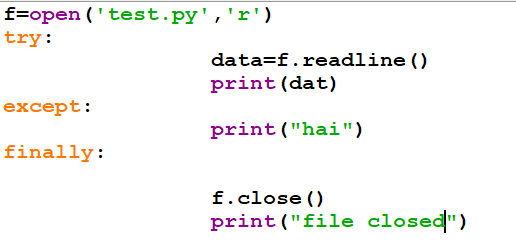 f=open('test.py','r')
try:
data=f.readline()
print(dat)
except:
print("hai")
finally:
f.close()
print("file closed")